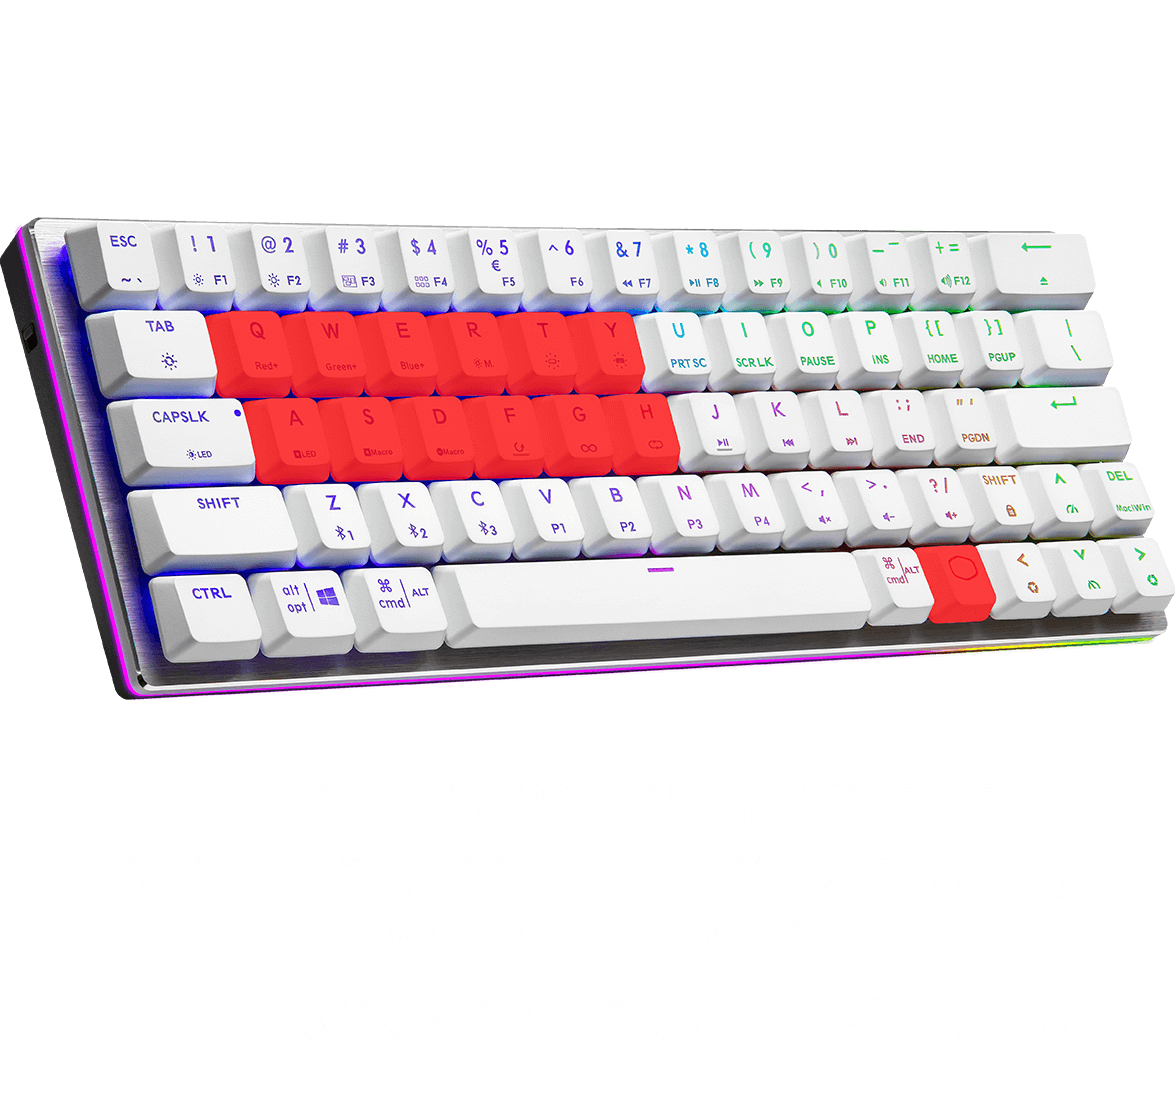 ESC ! 1 @ 2 # 3 $ 4 % 5 ^ 6 & 7 * 8 ( 9 ) 0 – - + =
~ ` F1 F2 F3 F4 € F5 F6 F7 F8 F9 F10 F11 F12
TAB Q W E R T Y U I O P { [ } ] |
Red+ Green+ Blue+ M. PRT SC SCR LK PAUSE INS HOME PGUP \
CAPSLK A S D F G H J K L : ; " '
LED LED Macro Macro END PGDN
SHIFT Z X C V B N M < , > . ? / SHIFT ^ DEL
1 2 3 P1 P2 P3 P4 Mac|Win
CTRL alt ⌘ ⌘ < v >
opt cmd ALT cmd ALT